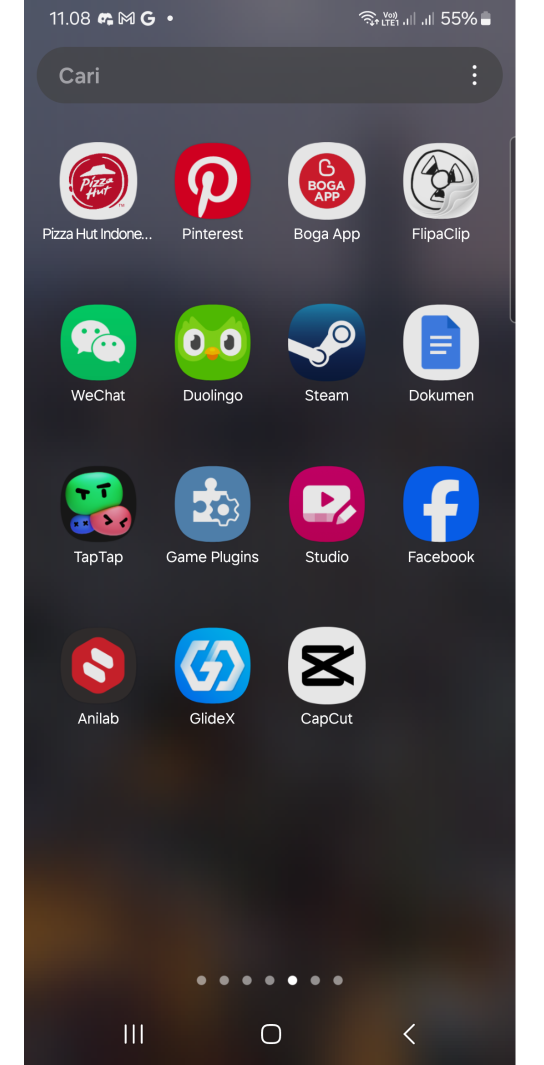 11.08 M G VoLTE1 55%
Cari
Pizza Hut
BOGA APP
Pizza Hut Indone... Pinterest Boga App FlipaClip
WeChat Duolingo Steam Dokumen
TapTap Game Plugins Studio Facebook
Anilab GlideX CapCut